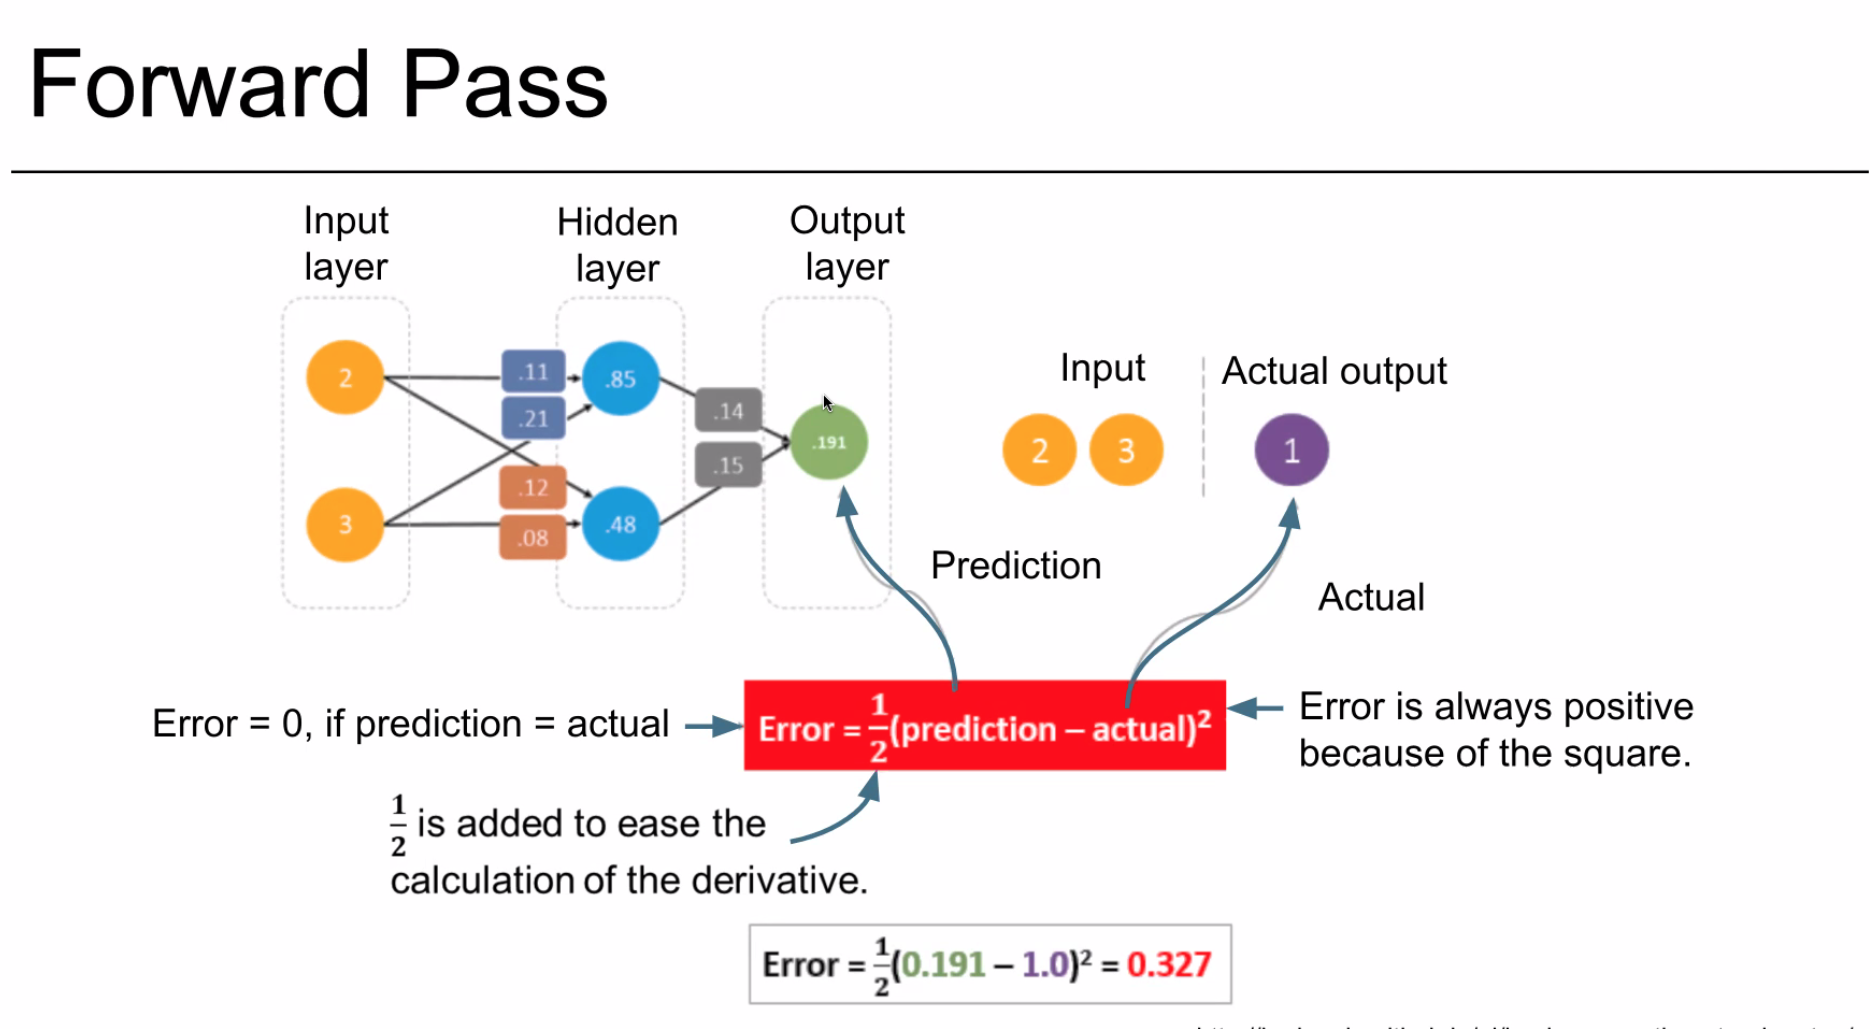 Forward Pass
Input
layer
Hidden
layer
Output
layer
2
3
.11
.21
.12
.08
.85
.48
.14
.15
.191
Input
Actual output
2 3
1
Prediction
Actual
Error = 0, if prediction = actual
Error = 1/2(prediction – actual)²
Error is always positive
because of the square.
1/2 is added to ease the
calculation of the derivative.
Error = 1/2(0.191 – 1.0)² = 0.327